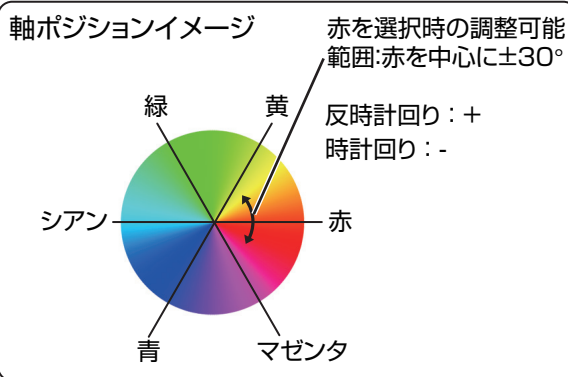 軸ポジションイメージ
赤を選択時の調整可能
範囲:赤を中心に±30°
反時計回り：+
時計回り：-
緑
黄
シアン
赤
青
マゼンタ